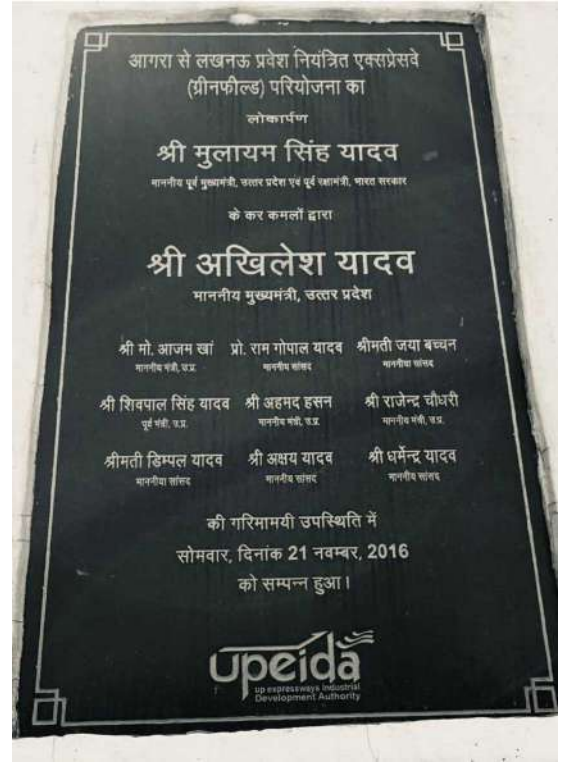 आगरा से लखनऊ प्रवेश नियंत्रित एक्सप्रेसवे
(ग्रीनफील्ड) परियोजना का
लोकार्पण
श्री मुलायम सिंह यादव
माननीय पूर्व मुख्यमंत्री, उत्तर प्रदेश एवं पूर्व रक्षामंत्री, भारत सरकार
के कर कमलों द्वारा
श्री अखिलेश यादव
माननीय मुख्यमंत्री, उत्तर प्रदेश
श्री मो. आजम खां प्रो. राम गोपाल यादव श्रीमती जया बच्चन
माननीय मंत्री, उ.प्र. माननीय सांसद माननीया सांसद
श्री शिवपाल सिंह यादव श्री अहमद हसन श्री राजेन्द्र चौधरी
पूर्व मंत्री, उ.प्र. माननीय मंत्री, उ.प्र. माननीय मंत्री, उ.प्र.
श्रीमती डिम्पल यादव श्री अक्षय यादव श्री धर्मेन्द्र यादव
माननीया सांसद माननीय सांसद माननीय सांसद
की गरिमामयी उपस्थिति में
सोमवार, दिनांक 21 नवम्बर, 2016
को सम्पन्न हुआ।
upeida
up expressways Industrial
Development Authority